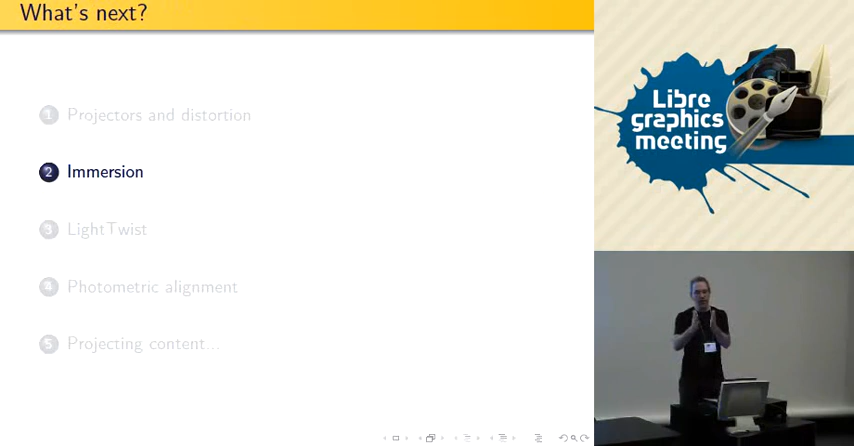 What's next?
1 Projectors and distortion
2 Immersion
3 LightTwist
4 Photometric alignment
5 Projecting content...
Libre
graphics
meeting